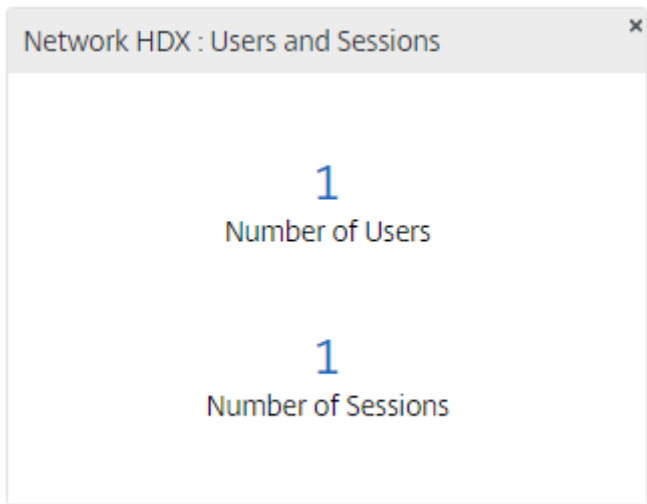 Network HDX : Users and Sessions
1
Number of Users
1
Number of Sessions